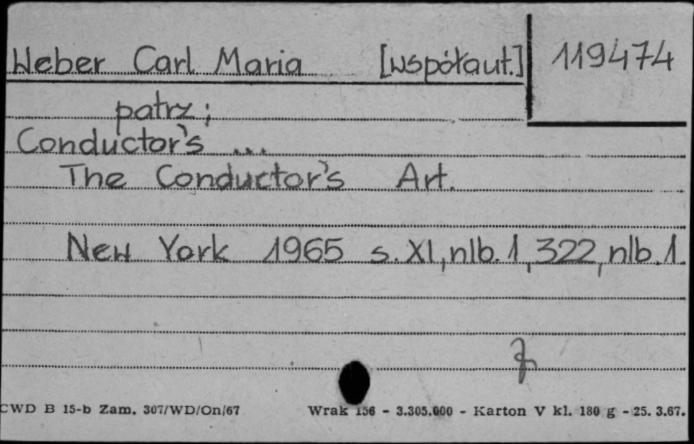 Weber Carl Maria [współaut.] 119474
patrz;
Conductor's ...
The Conductor's Art.
New York 1965 s. XI, nlb. 1, 322, nlb. 1.
CWD B 15-b Zam. 307/WD/On/67 Wrak 156 - 3.305.000 - Karton V kl. 180 g - 25. 3.67.